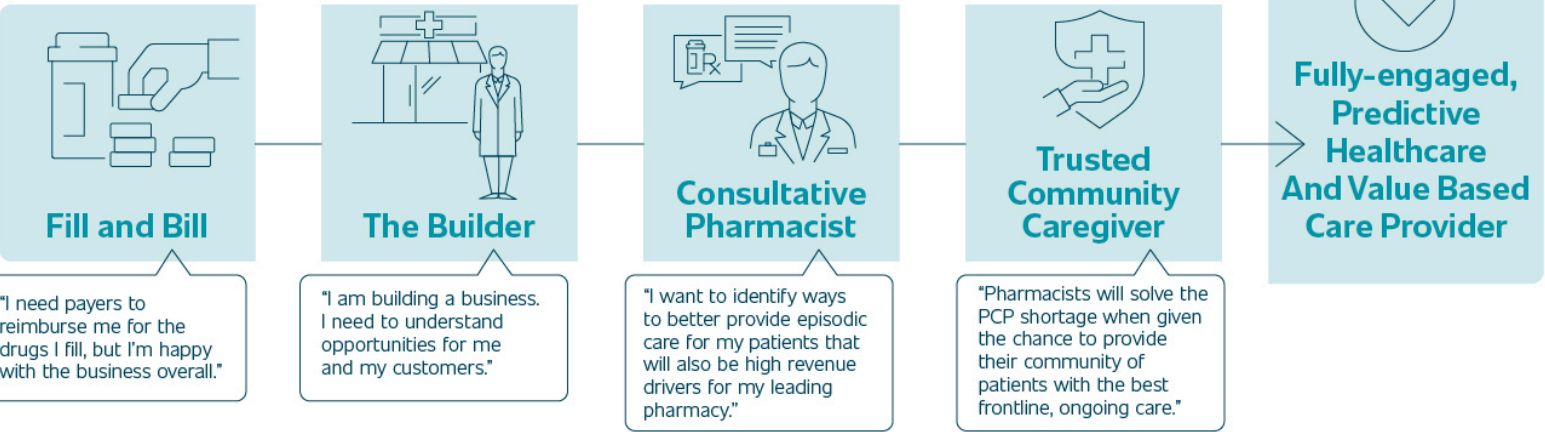 Fill and Bill
"I need payers to
reimburse me for the
drugs I fill, but I'm happy
with the business overall."
The Builder
"I am building a business.
I need to understand
opportunities for me
and my customers."
Rx
Consultative
Pharmacist
"I want to identify ways
to better provide episodic
care for my patients that
will also be high revenue
drivers for my leading
pharmacy."
Trusted
Community
Caregiver
"Pharmacists will solve the
PCP shortage when given
the chance to provide
their community of
patients with the best
frontline, ongoing care."
Fully-engaged,
Predictive
Healthcare
And Value Based
Care Provider